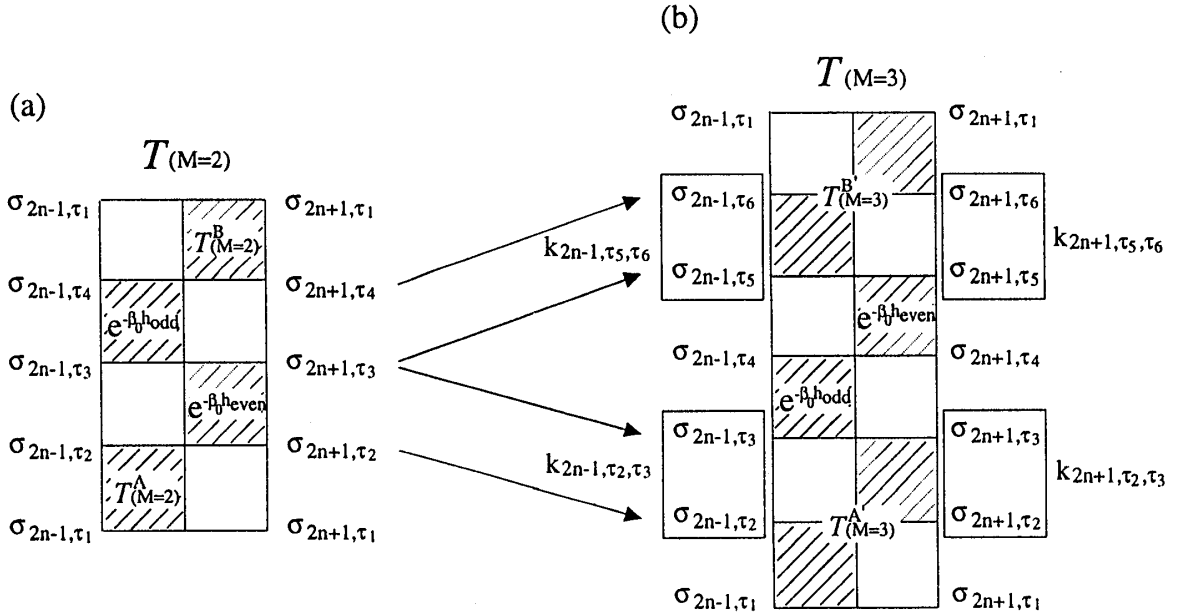 (a)
T(M=2)
σ2n-1,τ1
σ2n+1,τ1
T^B(M=2)
σ2n-1,τ4
σ2n+1,τ4
e^-β0hodd
σ2n-1,τ3
σ2n+1,τ3
e^-β0heven
σ2n-1,τ2
σ2n+1,τ2
T^A(M=2)
σ2n-1,τ1
σ2n+1,τ1
(b)
T(M=3)
σ2n-1,τ1
σ2n+1,τ1
σ2n-1,τ6
T^B'(M=3)
σ2n+1,τ6
k2n-1,τ5,τ6
k2n+1,τ5,τ6
σ2n-1,τ5
σ2n+1,τ5
e^-β0heven
σ2n-1,τ4
σ2n+1,τ4
e^-β0hodd
σ2n-1,τ3
σ2n+1,τ3
k2n-1,τ2,τ3
k2n+1,τ2,τ3
σ2n-1,τ2
T^A'(M=3)
σ2n+1,τ2
σ2n-1,τ1
σ2n+1,τ1